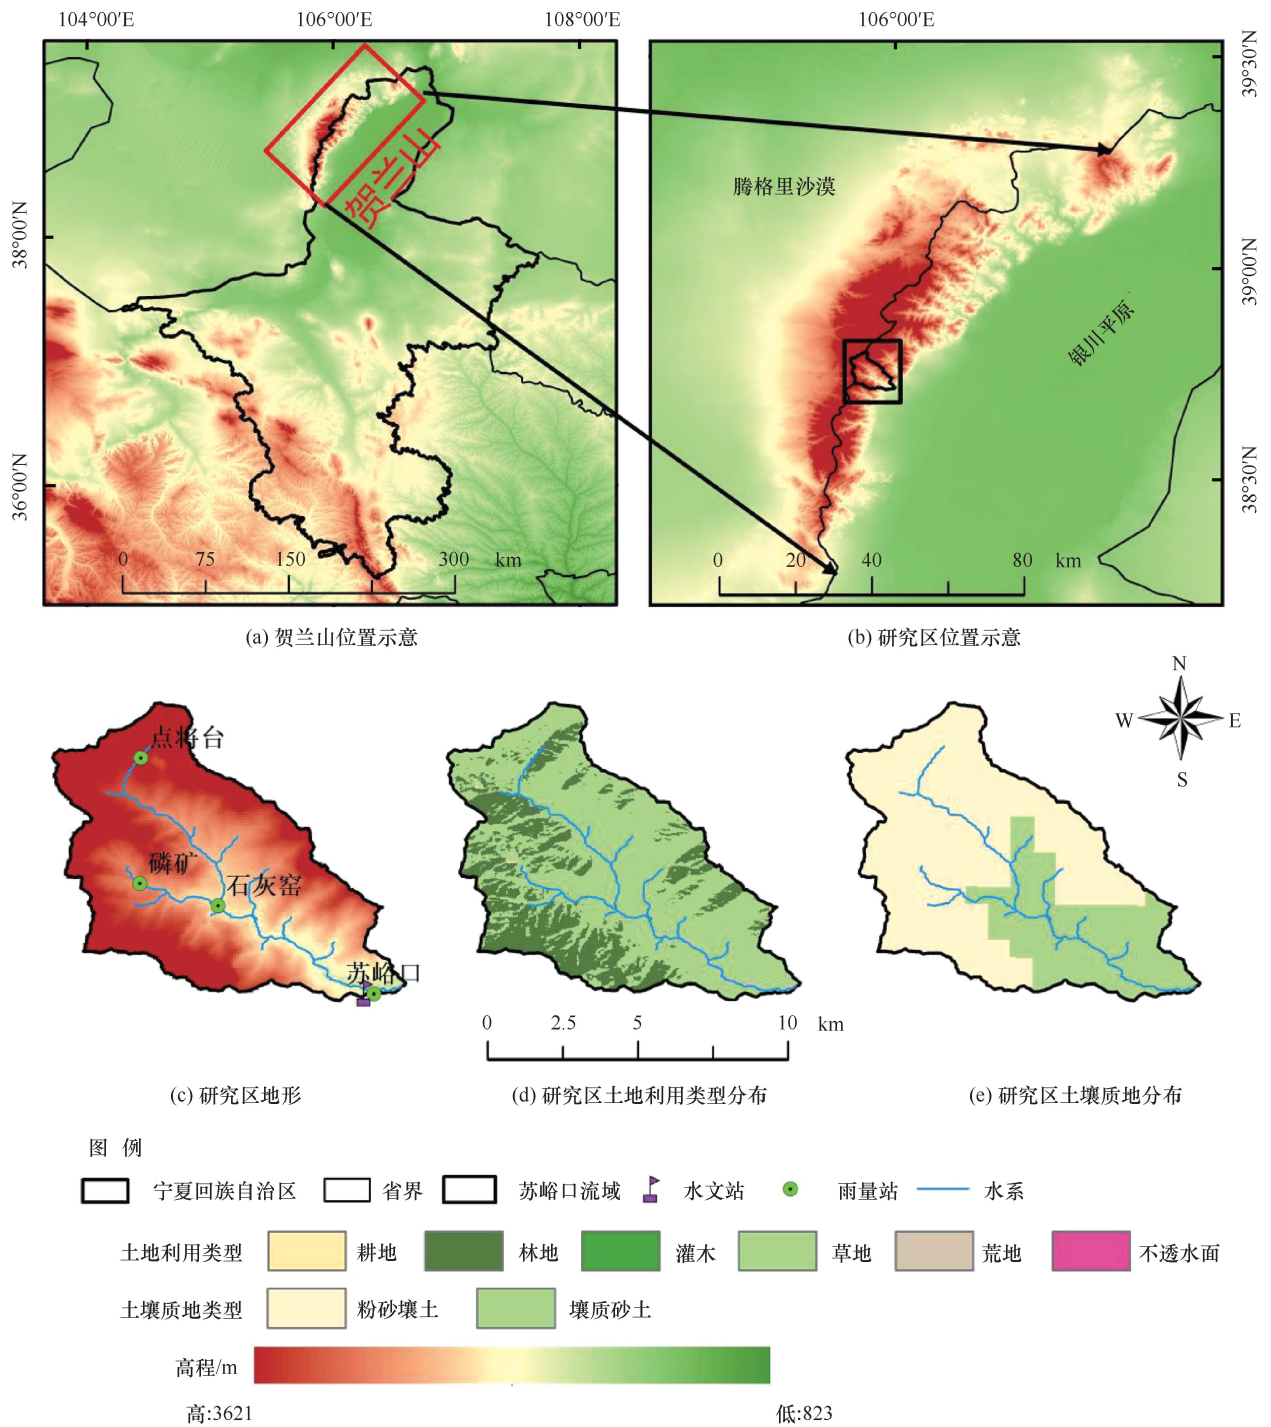 104°00′E 106°00′E 108°00′E 106°00′E
39°30′N
贺兰山
腾格里沙漠
38°00′N
39°00′N
银川平原
36°00′N
38°30′N
0 75 150 300 km
0 20 40 80 km
(a) 贺兰山位置示意 (b) 研究区位置示意
N
W E
S
点将台
磷矿
石灰窑
苏峪口
0 2.5 5 10 km
(c) 研究区地形 (d) 研究区土地利用类型分布 (e) 研究区土壤质地分布
图 例
宁夏回族自治区 省界 苏峪口流域 水文站 雨量站 水系
土地利用类型 耕地 林地 灌木 草地 荒地 不透水面
土壤质地类型 粉砂壤土 壤质砂土
高程/m
高:3621 低:823